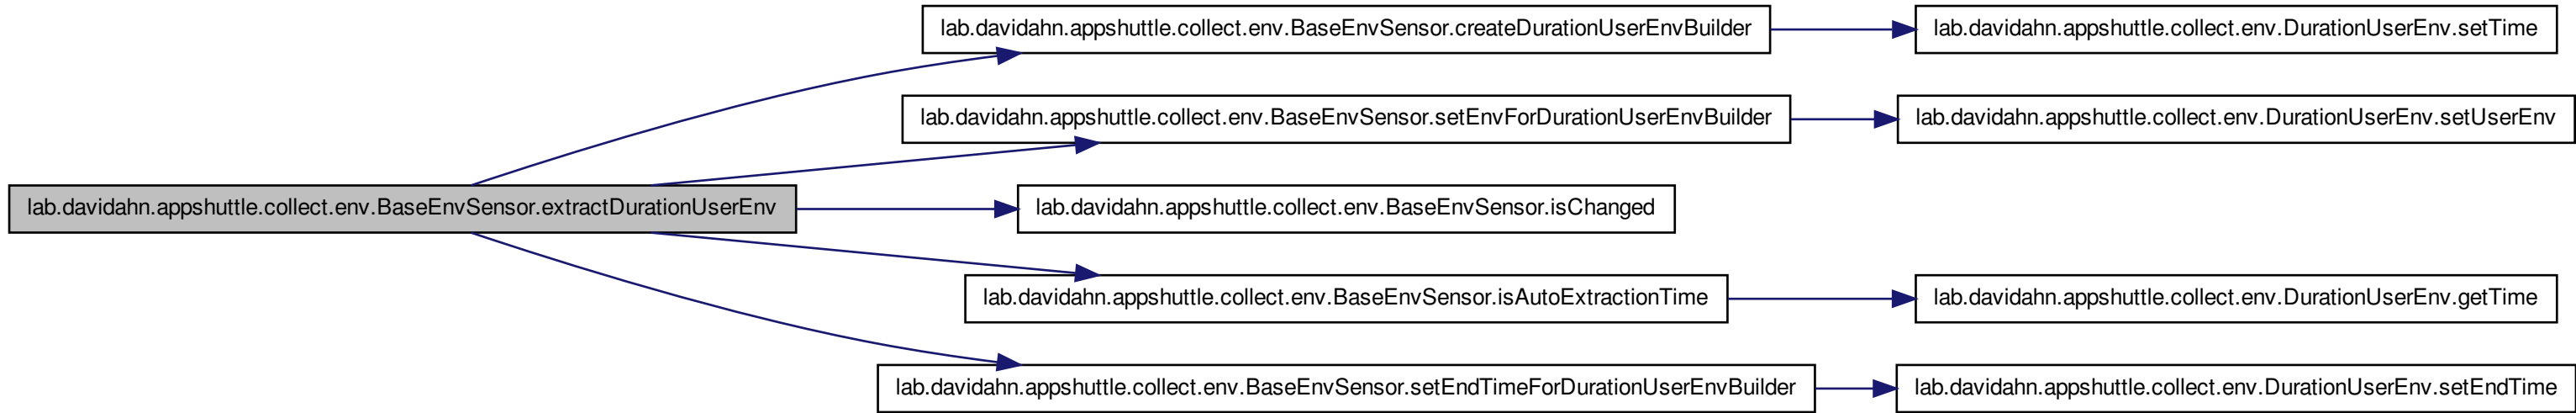 lab.davidahn.appshuttle.collect.env.BaseEnvSensor.extractDurationUserEnv
lab.davidahn.appshuttle.collect.env.BaseEnvSensor.createDurationUserEnvBuilder
lab.davidahn.appshuttle.collect.env.DurationUserEnv.setTime
lab.davidahn.appshuttle.collect.env.BaseEnvSensor.setEnvForDurationUserEnvBuilder
lab.davidahn.appshuttle.collect.env.DurationUserEnv.setUserEnv
lab.davidahn.appshuttle.collect.env.BaseEnvSensor.isChanged
lab.davidahn.appshuttle.collect.env.BaseEnvSensor.isAutoExtractionTime
lab.davidahn.appshuttle.collect.env.DurationUserEnv.getTime
lab.davidahn.appshuttle.collect.env.BaseEnvSensor.setEndTimeForDurationUserEnvBuilder
lab.davidahn.appshuttle.collect.env.DurationUserEnv.setEndTime